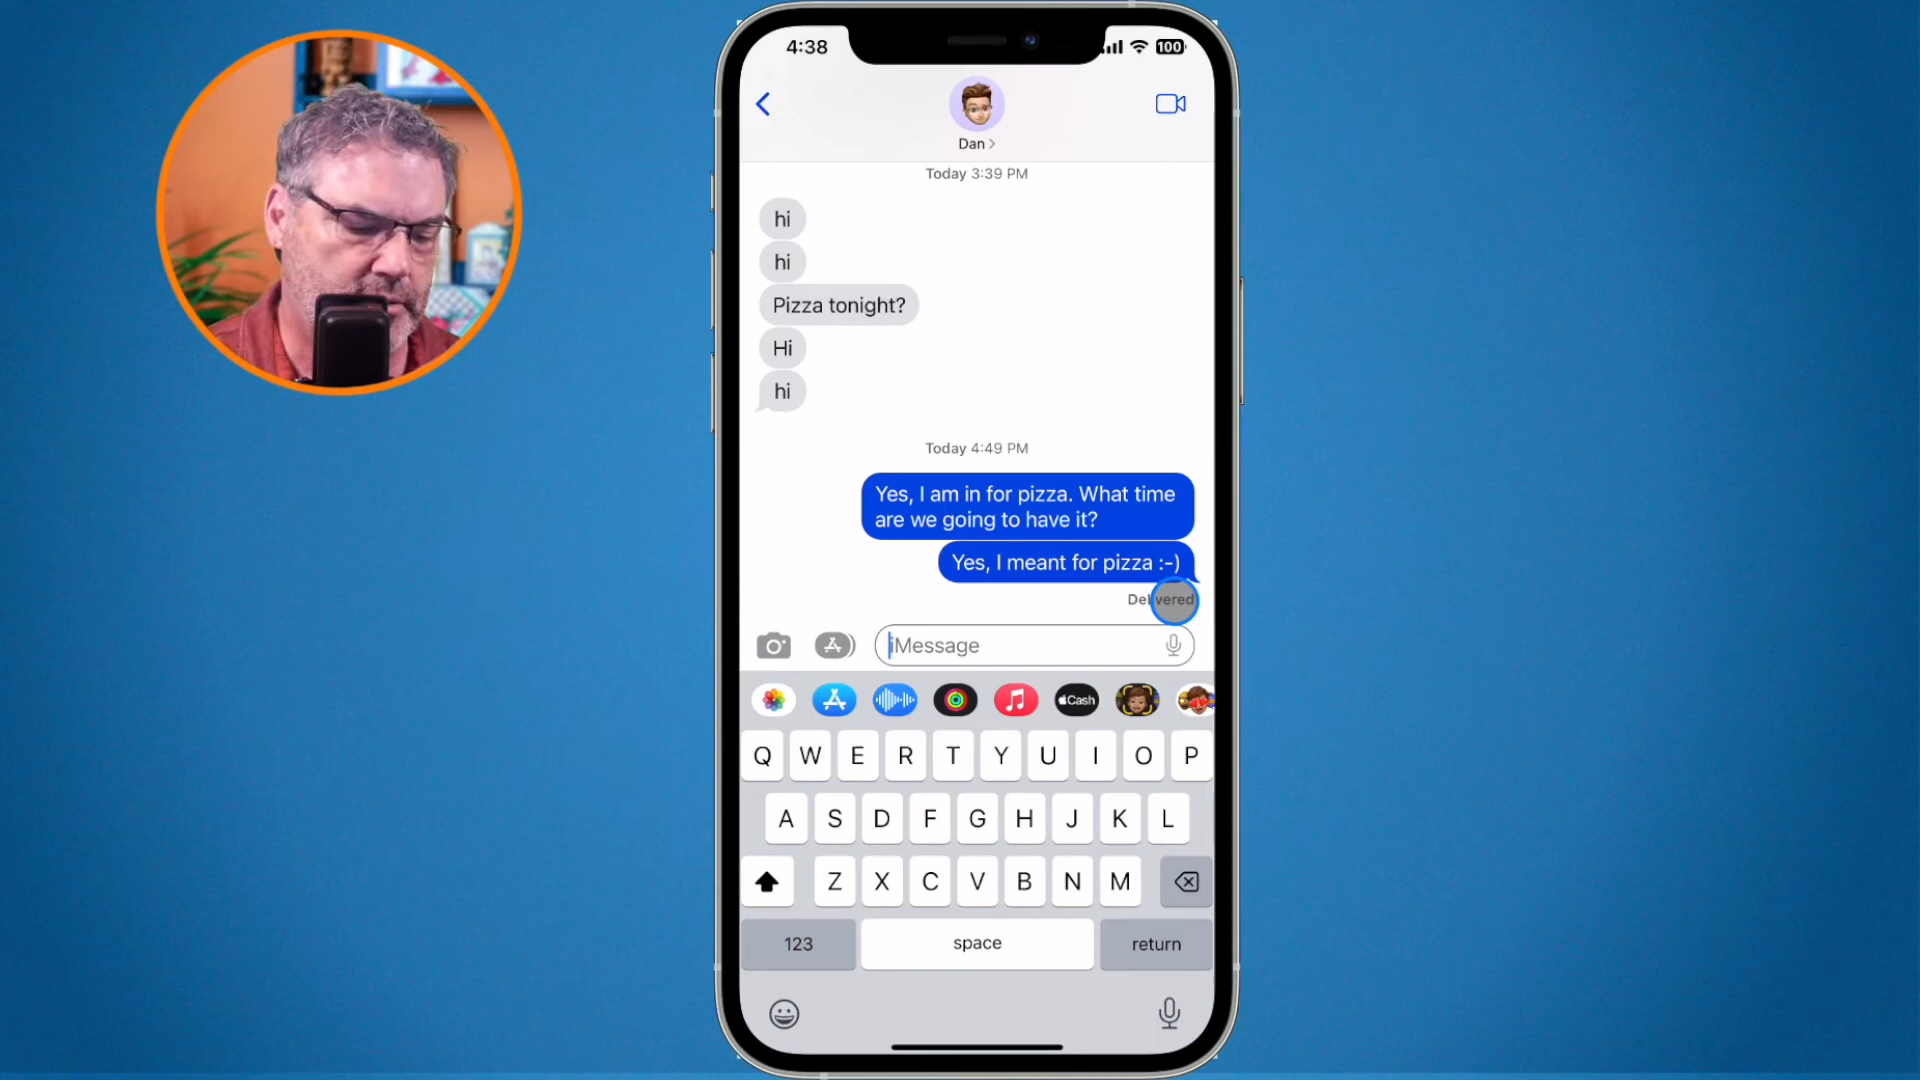 4:38
100
Dan >
Today 3:39 PM
hi
hi
Pizza tonight?
Hi
hi
Today 4:49 PM
Yes, I am in for pizza. What time
are we going to have it?
Yes, I meant for pizza :-)
Delivered
iMessage
Cash
Q W E R T Y U I O P
A S D F G H J K L
Z X C V B N M
123 space return